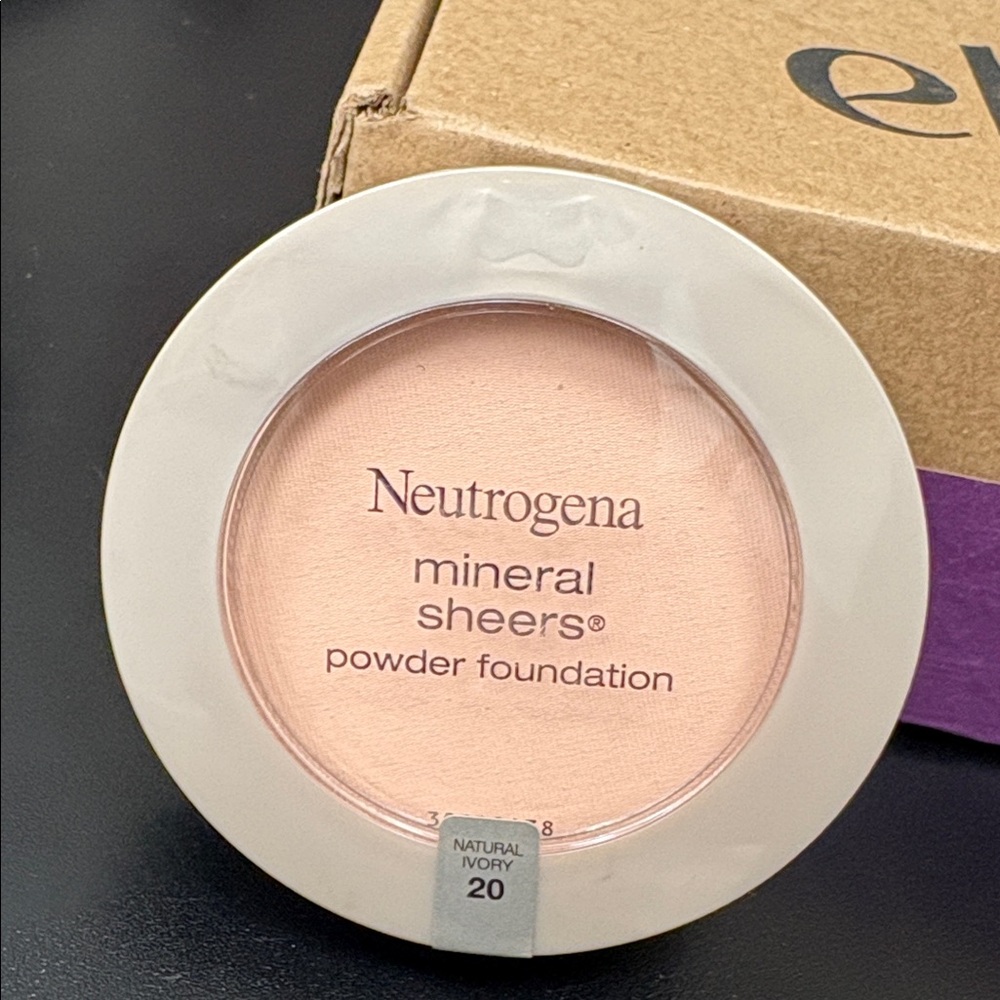 Neutrogena
mineral
sheers®
powder foundation
NATURAL
IVORY
20